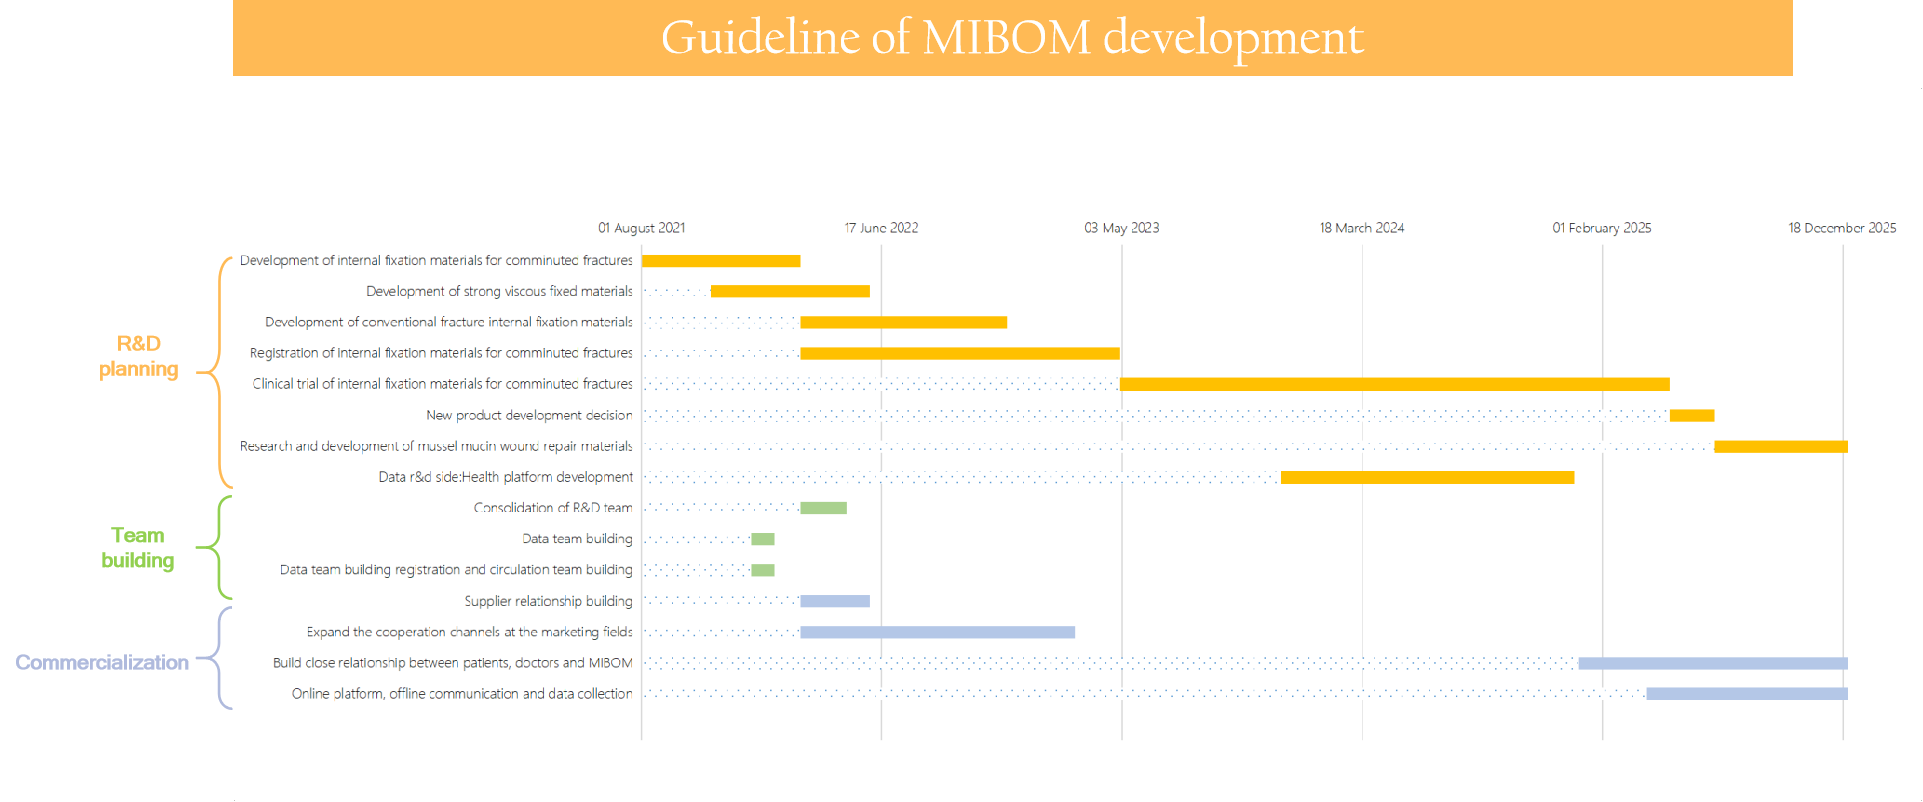 Guideline of MIBOM development
01 August 2021
17 June 2022
03 May 2023
18 March 2024
01 February 2025
18 December 2025
R&D
planning
Development of internal fixation materials for comminuted fractures
Development of strong viscous fixed materials
Development of conventional fracture internal fixation materials
Registration of internal fixation materials for comminuted fractures
Clinical trial of internal fixation materials for comminuted fractures
New product development decision
Research and development of mussel mucin wound repair materials
Data r&d side:Health platform development
Team
building
Consolidation of R&D team
Data team building
Data team building registration and circulation team building
Commercialization
Supplier relationship building
Expand the cooperation channels at the marketing fields
Build close relationship between patients, doctors and MIBOM
Online platform, offline communication and data collection